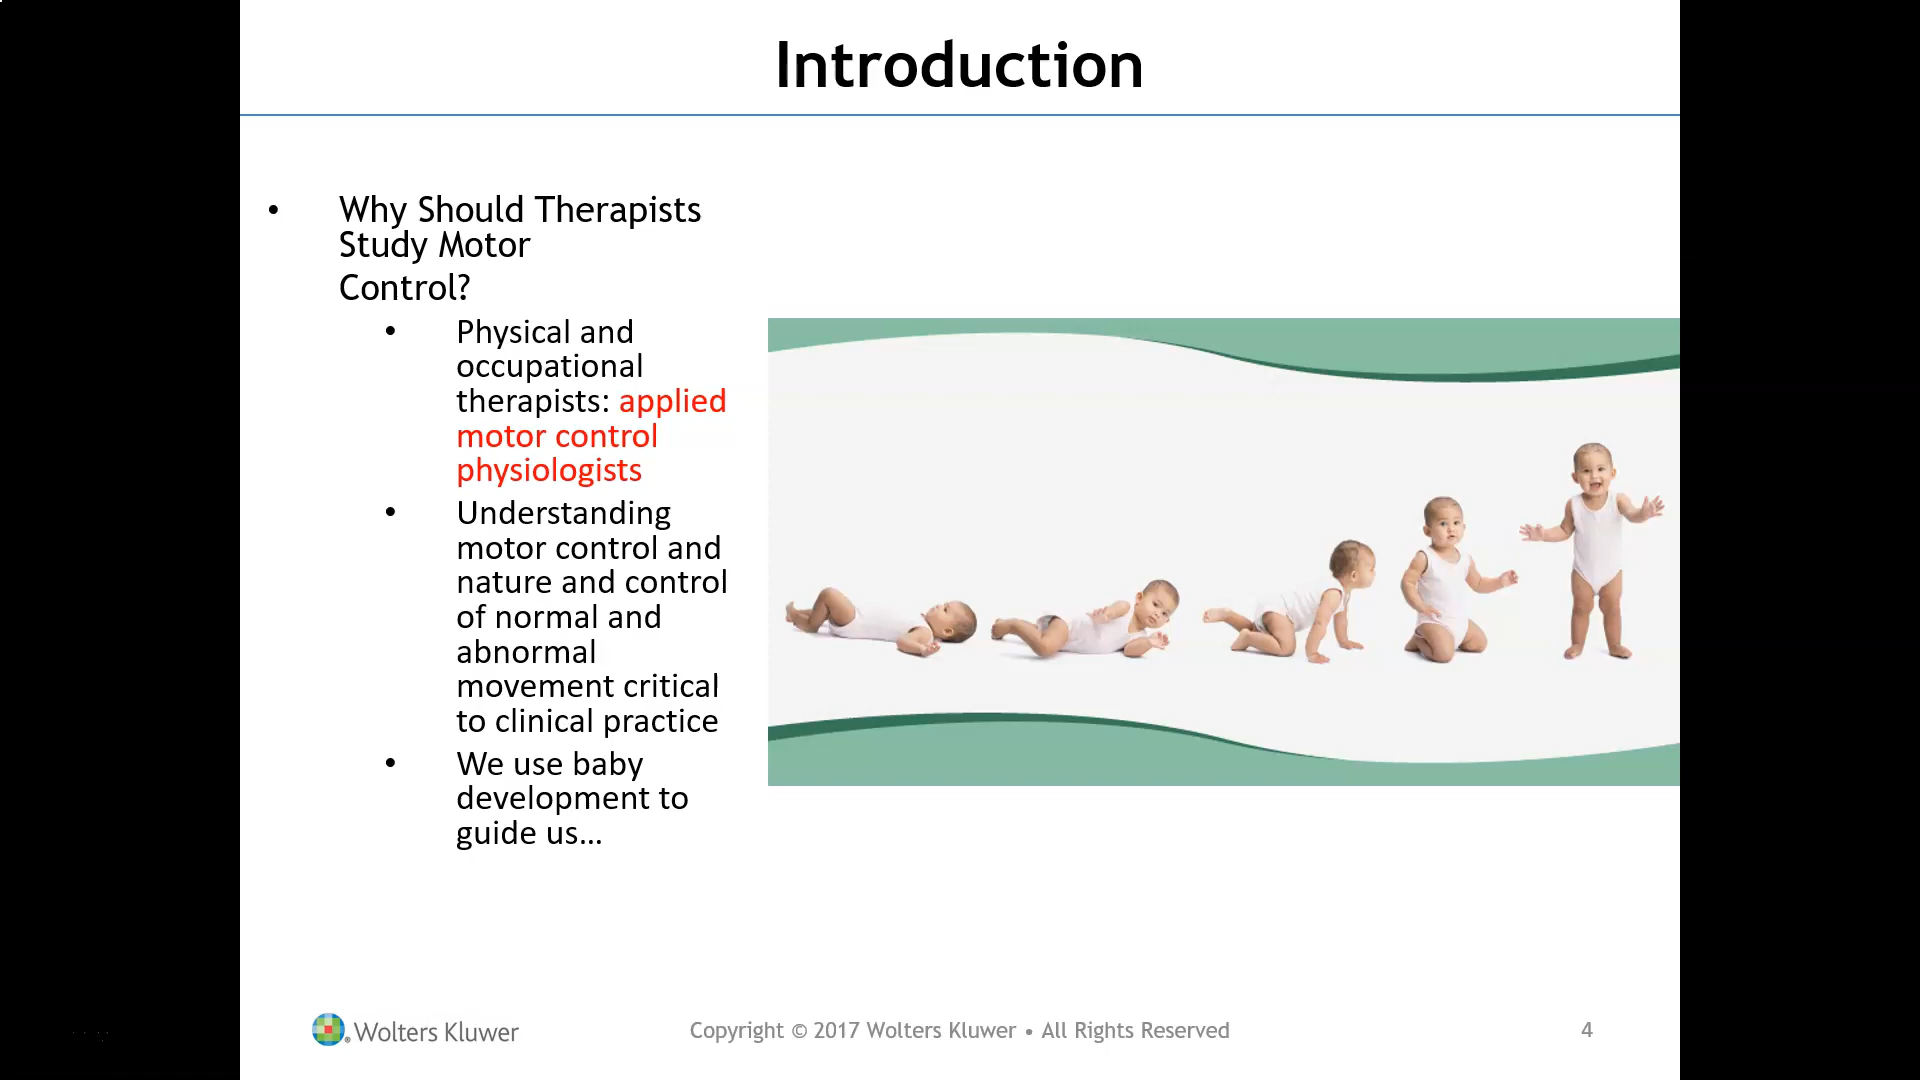 Introduction
• Why Should Therapists
Study Motor
Control?
• Physical and
occupational
therapists: applied
motor control
physiologists
• Understanding
motor control and
nature and control
of normal and
abnormal
movement critical
to clinical practice
• We use baby
development to
guide us...
Wolters Kluwer
Copyright © 2017 Wolters Kluwer • All Rights Reserved
4